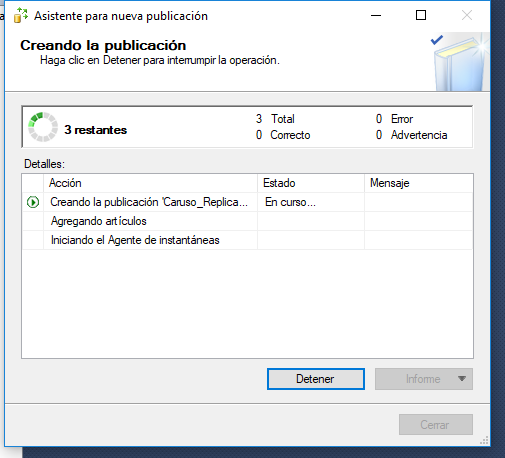 Asistente para nueva publicación
Creando la publicación
Haga clic en Detener para interrumpir la operación.
3 restantes
3 Total
0 Error
0 Correcto
0 Advertencia
Detalles:
Acción Estado Mensaje
Creando la publicación 'Caruso_Replica... En curso...
Agregando artículos
Iniciando el Agente de instantáneas
Detener
Informe
Cerrar